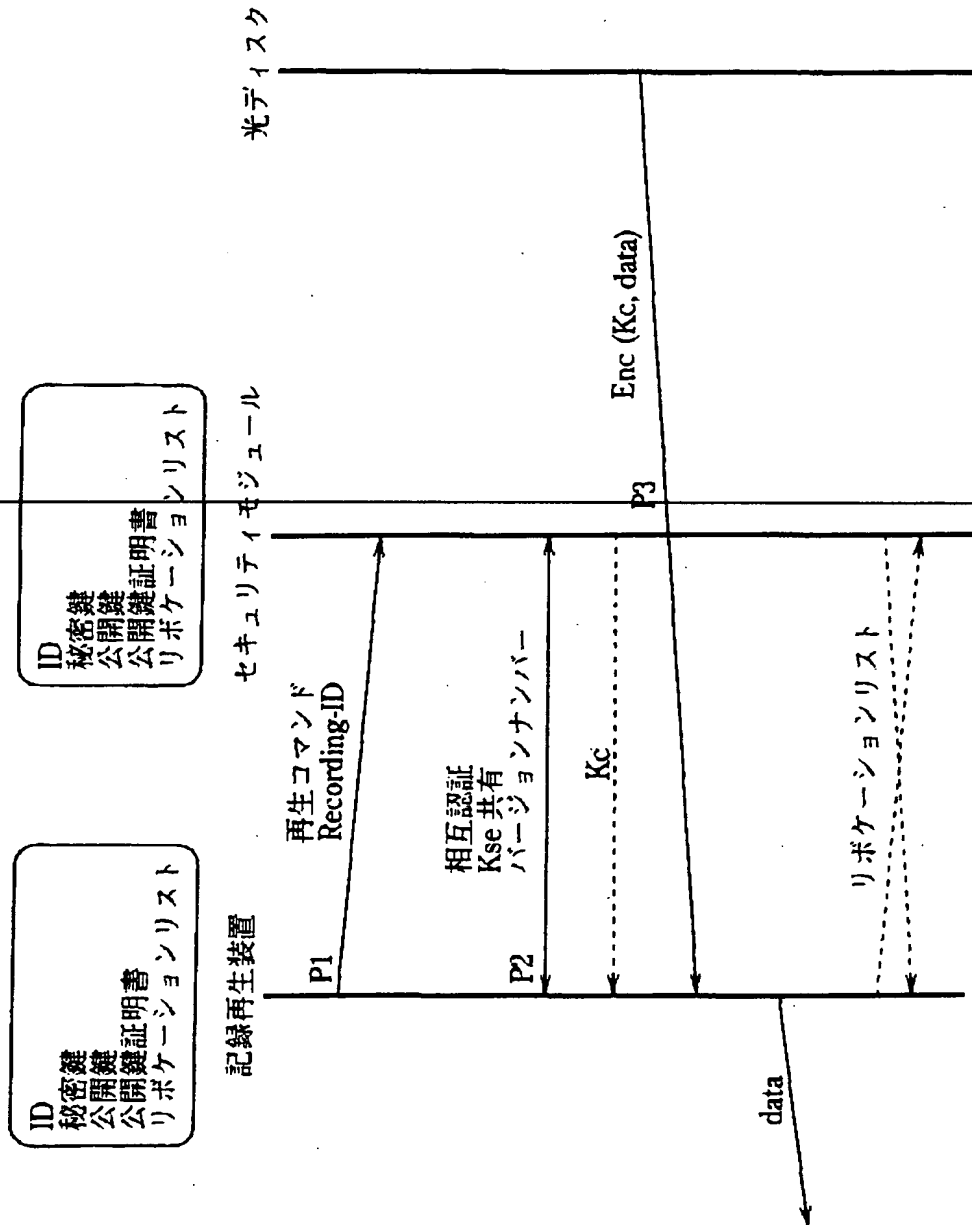 ID
秘密鍵
公開鍵
公開鍵証明書
リボケーションリスト
ID
秘密鍵
公開鍵
公開鍵証明書
リボケーションリスト
記録再生装置
セキュリティモジュール
光ディスク
P1
再生コマンド
Recording-ID
P2
相互認証
Kse 共有
バージョンナンバー
Kc
P3
Enc (Kc, data)
data
リボケーションリスト